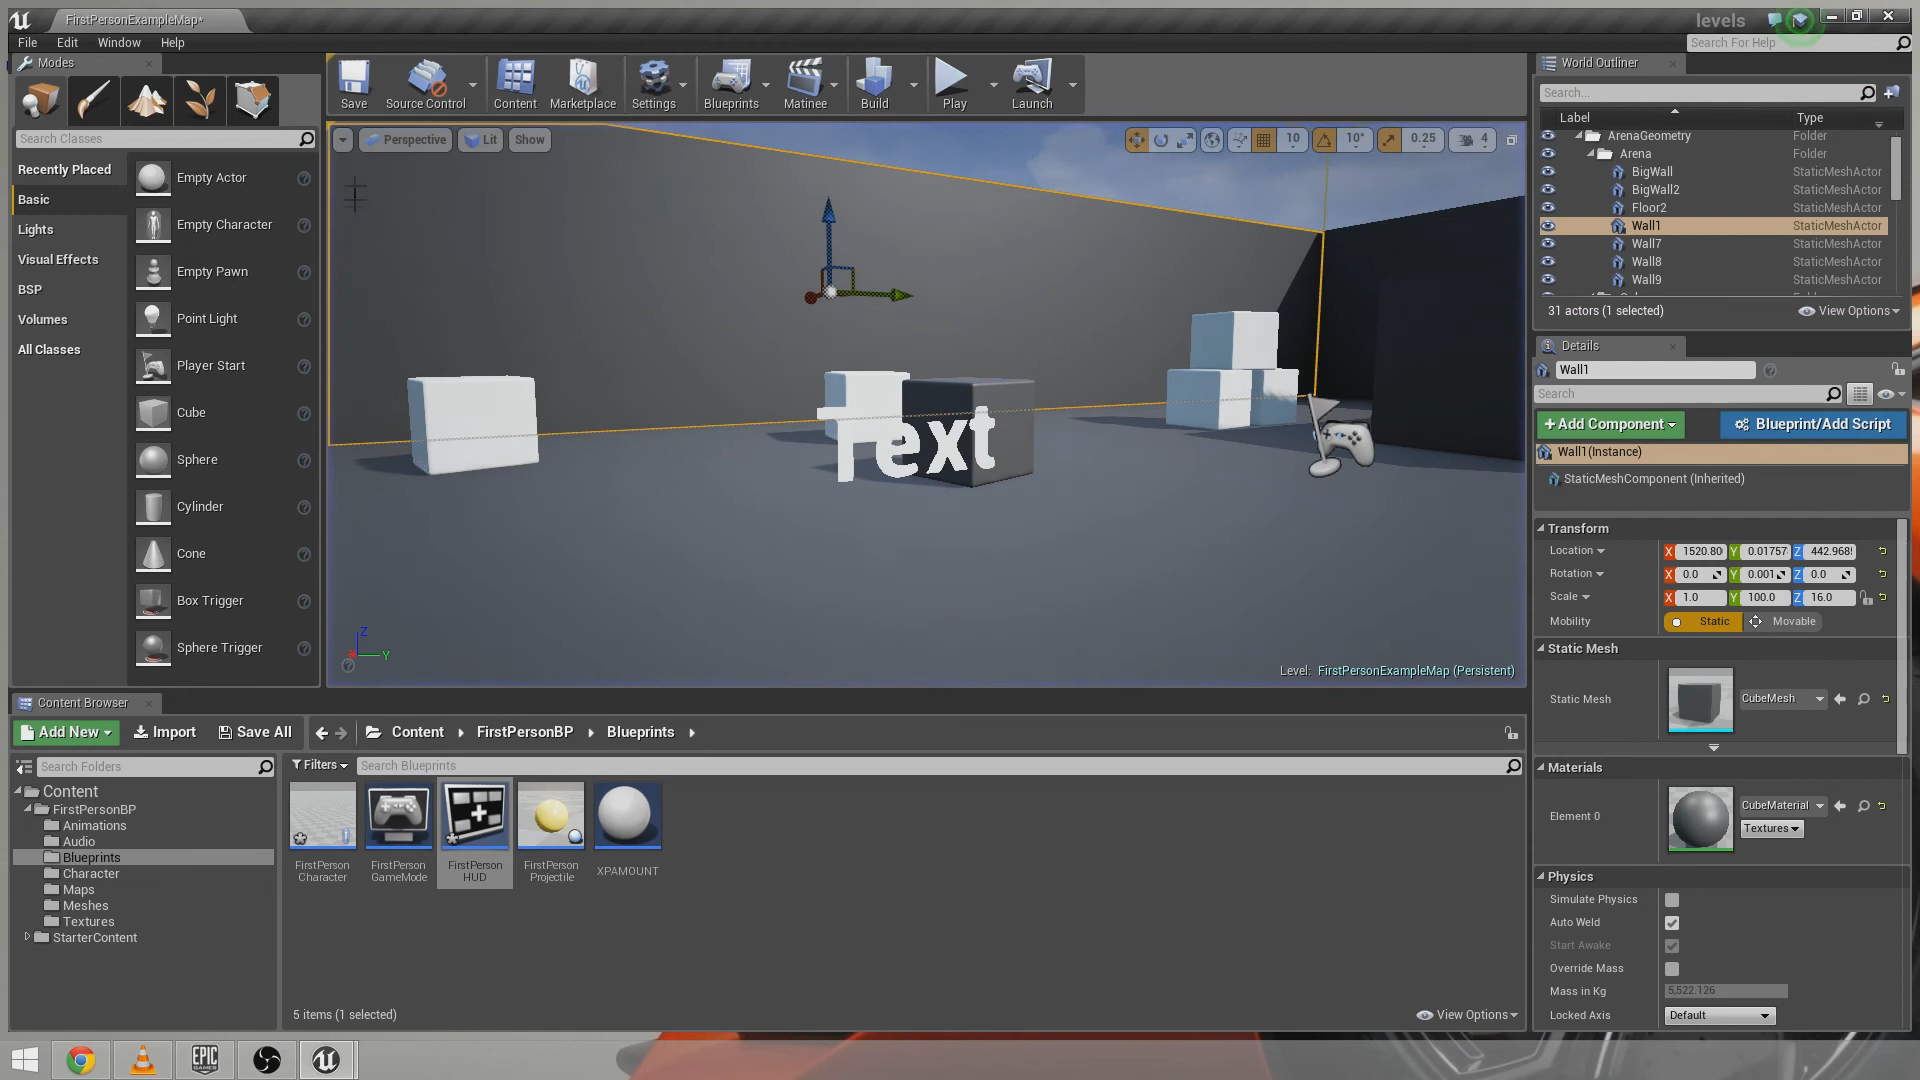 FirstPersonExampleMap*
levels
File Edit Window Help
Search For Help
Modes
Search Classes
Recently Placed
Basic
Lights
Visual Effects
BSP
Volumes
All Classes
Empty Actor
Empty Character
Empty Pawn
Point Light
Player Start
Cube
Sphere
Cylinder
Cone
Box Trigger
Sphere Trigger
Save Source Control Content Marketplace Settings Blueprints Matinee Build Play Launch
Perspective Lit Show
10 10° 0.25 4
Text
Z
Y
Level: FirstPersonExampleMap (Persistent)
World Outliner
Search...
Label Type
ArenaGeometry Folder
Arena Folder
BigWall StaticMeshActor
BigWall2 StaticMeshActor
Floor2 StaticMeshActor
Wall1 StaticMeshActor
Wall7 StaticMeshActor
Wall8 StaticMeshActor
Wall9 StaticMeshActor
31 actors (1 selected) View Options
Details
Wall1
Search
+Add Component Blueprint/Add Script
Wall1(Instance)
StaticMeshComponent (Inherited)
Transform
Location X 1520.80 Y 0.01757 Z 442.968
Rotation X 0.0 Y 0.001 Z 0.0
Scale X 1.0 Y 100.0 Z 16.0
Mobility Static Movable
Static Mesh
Static Mesh CubeMesh
Materials
Element 0 CubeMaterial
Textures
Physics
Simulate Physics
Auto Weld
Start Awake
Override Mass
Mass in Kg 5,522.126
Locked Axis Default
Content Browser
Add New Import Save All Content FirstPersonBP Blueprints
Search Folders
Content
FirstPersonBP
Animations
Audio
Blueprints
Character
Maps
Meshes
Textures
StarterContent
Filters Search Blueprints
FirstPerson Character
FirstPerson GameMode
FirstPerson HUD
FirstPerson Projectile
XPAMOUNT
5 items (1 selected) View Options
EPIC GAMES